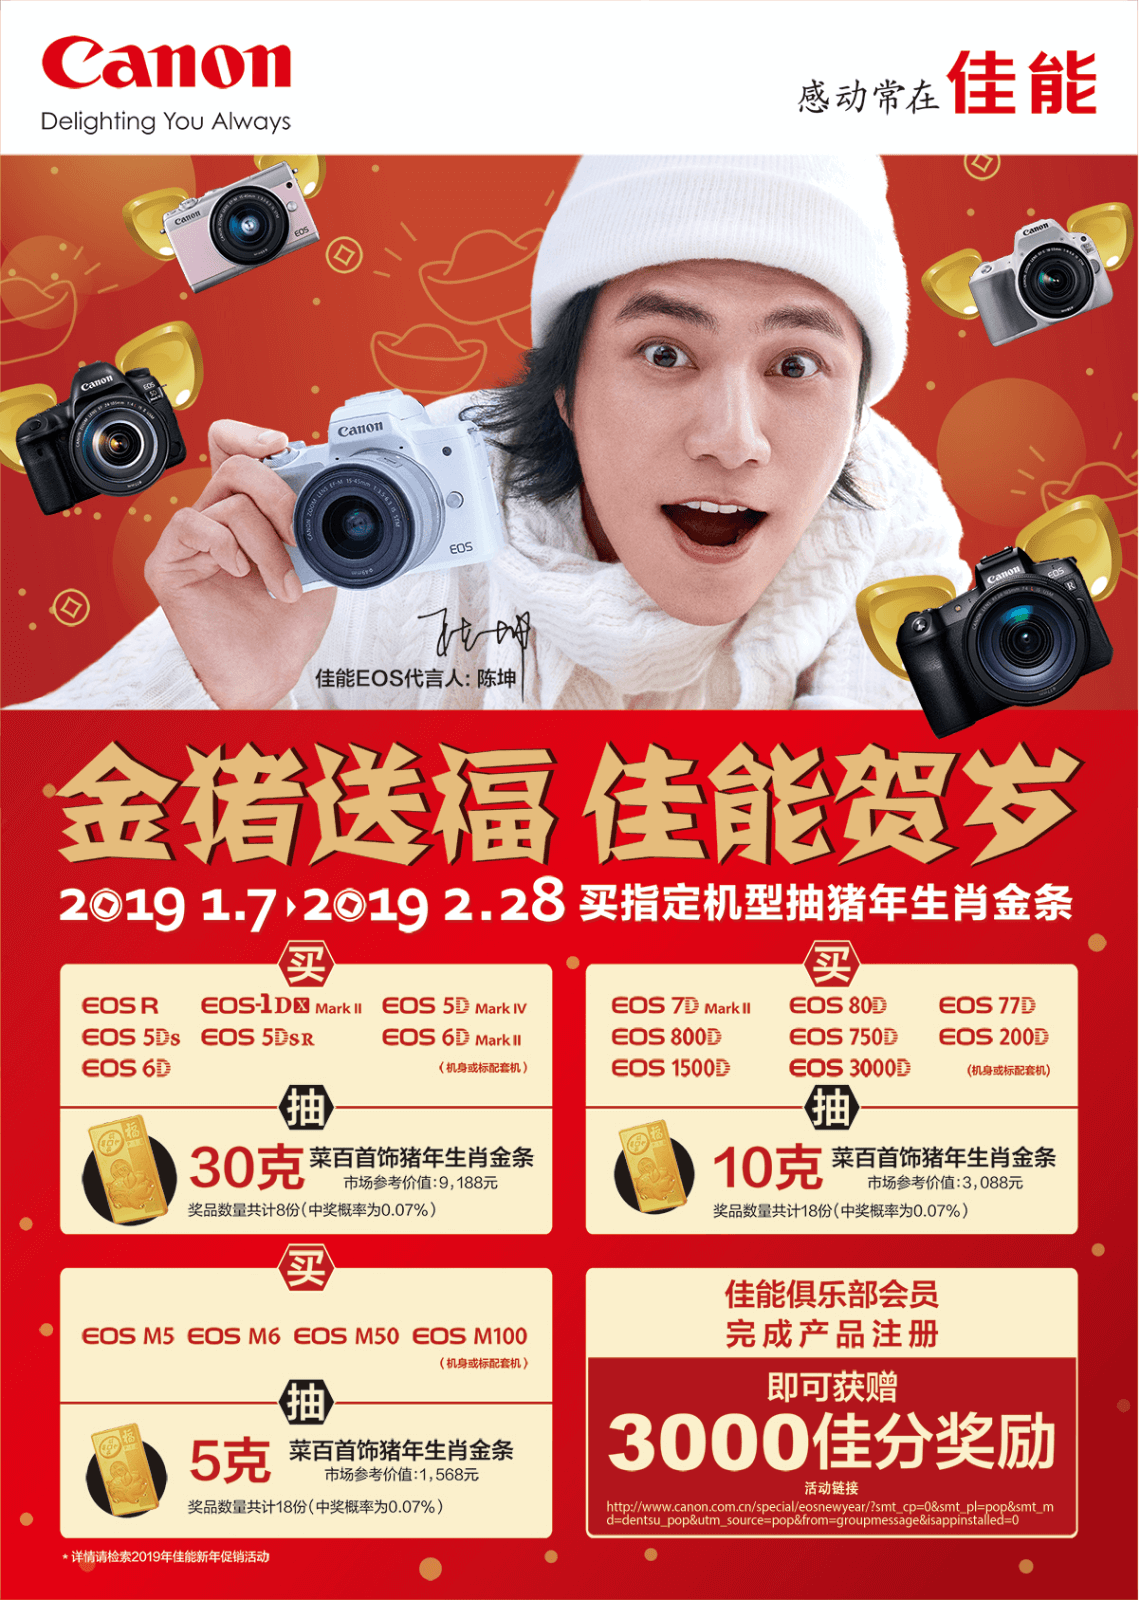 Canon
Delighting You Always
感动常在佳能
Canon
EOS
Canon
Canon
EOS
Canon
EOS
Canon
EOS
R
佳能EOS代言人: 陈坤
金猪送福 佳能贺岁
2019 1.7 2019 2.28 买指定机型抽猪年生肖金条
买
EOS R EOS-1DX Mark II EOS 5D Mark IV
EOS 5Ds EOS 5DsR EOS 6D Mark II
EOS 6D (机身或标配套机)
抽
30克 菜百首饰猪年生肖金条
市场参考价值:9,188元
奖品数量共计8份(中奖概率为0.07%)
买
EOS 7D Mark II EOS 80D EOS 77D
EOS 800D EOS 750D EOS 200D
EOS 1500D EOS 3000D (机身或标配套机)
抽
10克 菜百首饰猪年生肖金条
市场参考价值:3,088元
奖品数量共计18份(中奖概率为0.07%)
买
EOS M5 EOS M6 EOS M50 EOS M100
(机身或标配套机)
抽
5克 菜百首饰猪年生肖金条
市场参考价值:1,568元
奖品数量共计18份(中奖概率为0.07%)
佳能俱乐部会员
完成产品注册
即可获赠
3000佳分奖励
活动链接
http://www.canon.com.cn/special/eosnewyear/?smt_cp=0&smt_pl=pop&smt_m
d=dentsu_pop&utm_source=pop&from=groupmessage&isappinstalled=0
* 详情请检索2019年佳能新年促销活动